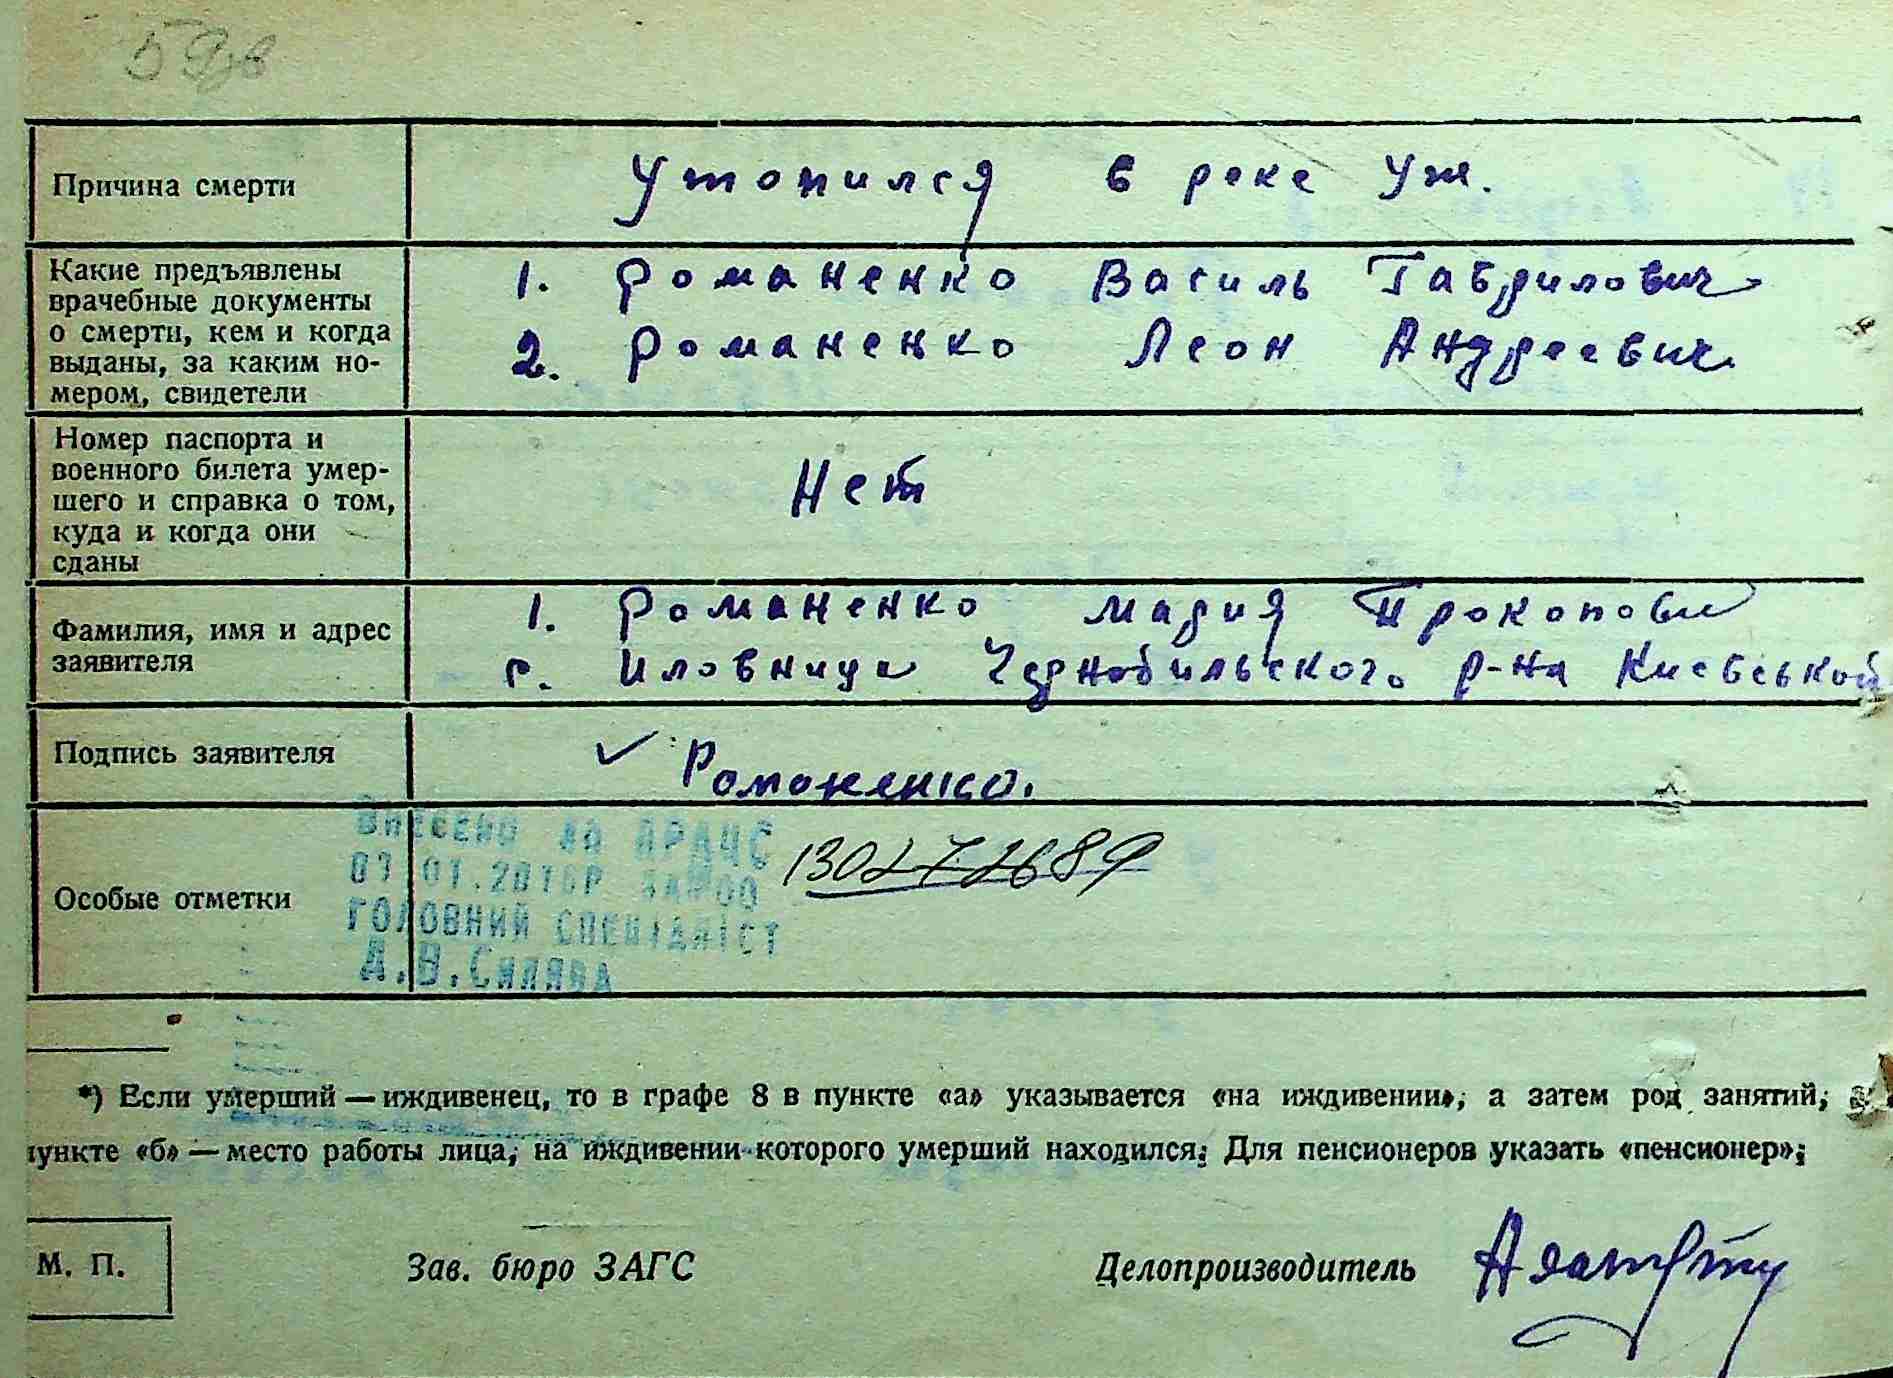 59
Причина смерти
Утопился в реке Уж.
Какие предъявлены
врачебные документы
о смерти, кем и когда
выданы, за каким но-
мером, свидетели
1. Романенко Василь Гаврилович
2. Романенко Леон Андреевич
Номер паспорта и
военного билета умер-
шего и справка о том,
куда и когда они
сданы
Нет
Фамилия, имя и адрес
заявителя
1. Романенко Мария Прокоповн
с. Иловница Чернобильского р-на Киевськой
Подпись заявителя
✓ Романенко.
Особые отметки
Внесено до ДРАЦС
ГОЛОВНИЙ СПЕЦІАЛІСТ
А.В.Силява
*) Если умерший — иждивенец, то в графе 8 в пункте «а» указывается «на иждивении», а затем род занятий, в
пункте «б» — место работы лица, на иждивении которого умерший находился; Для пенсионеров указать «пенсионер»;
М. П.
Зав. бюро ЗАГС
Делопроизводитель